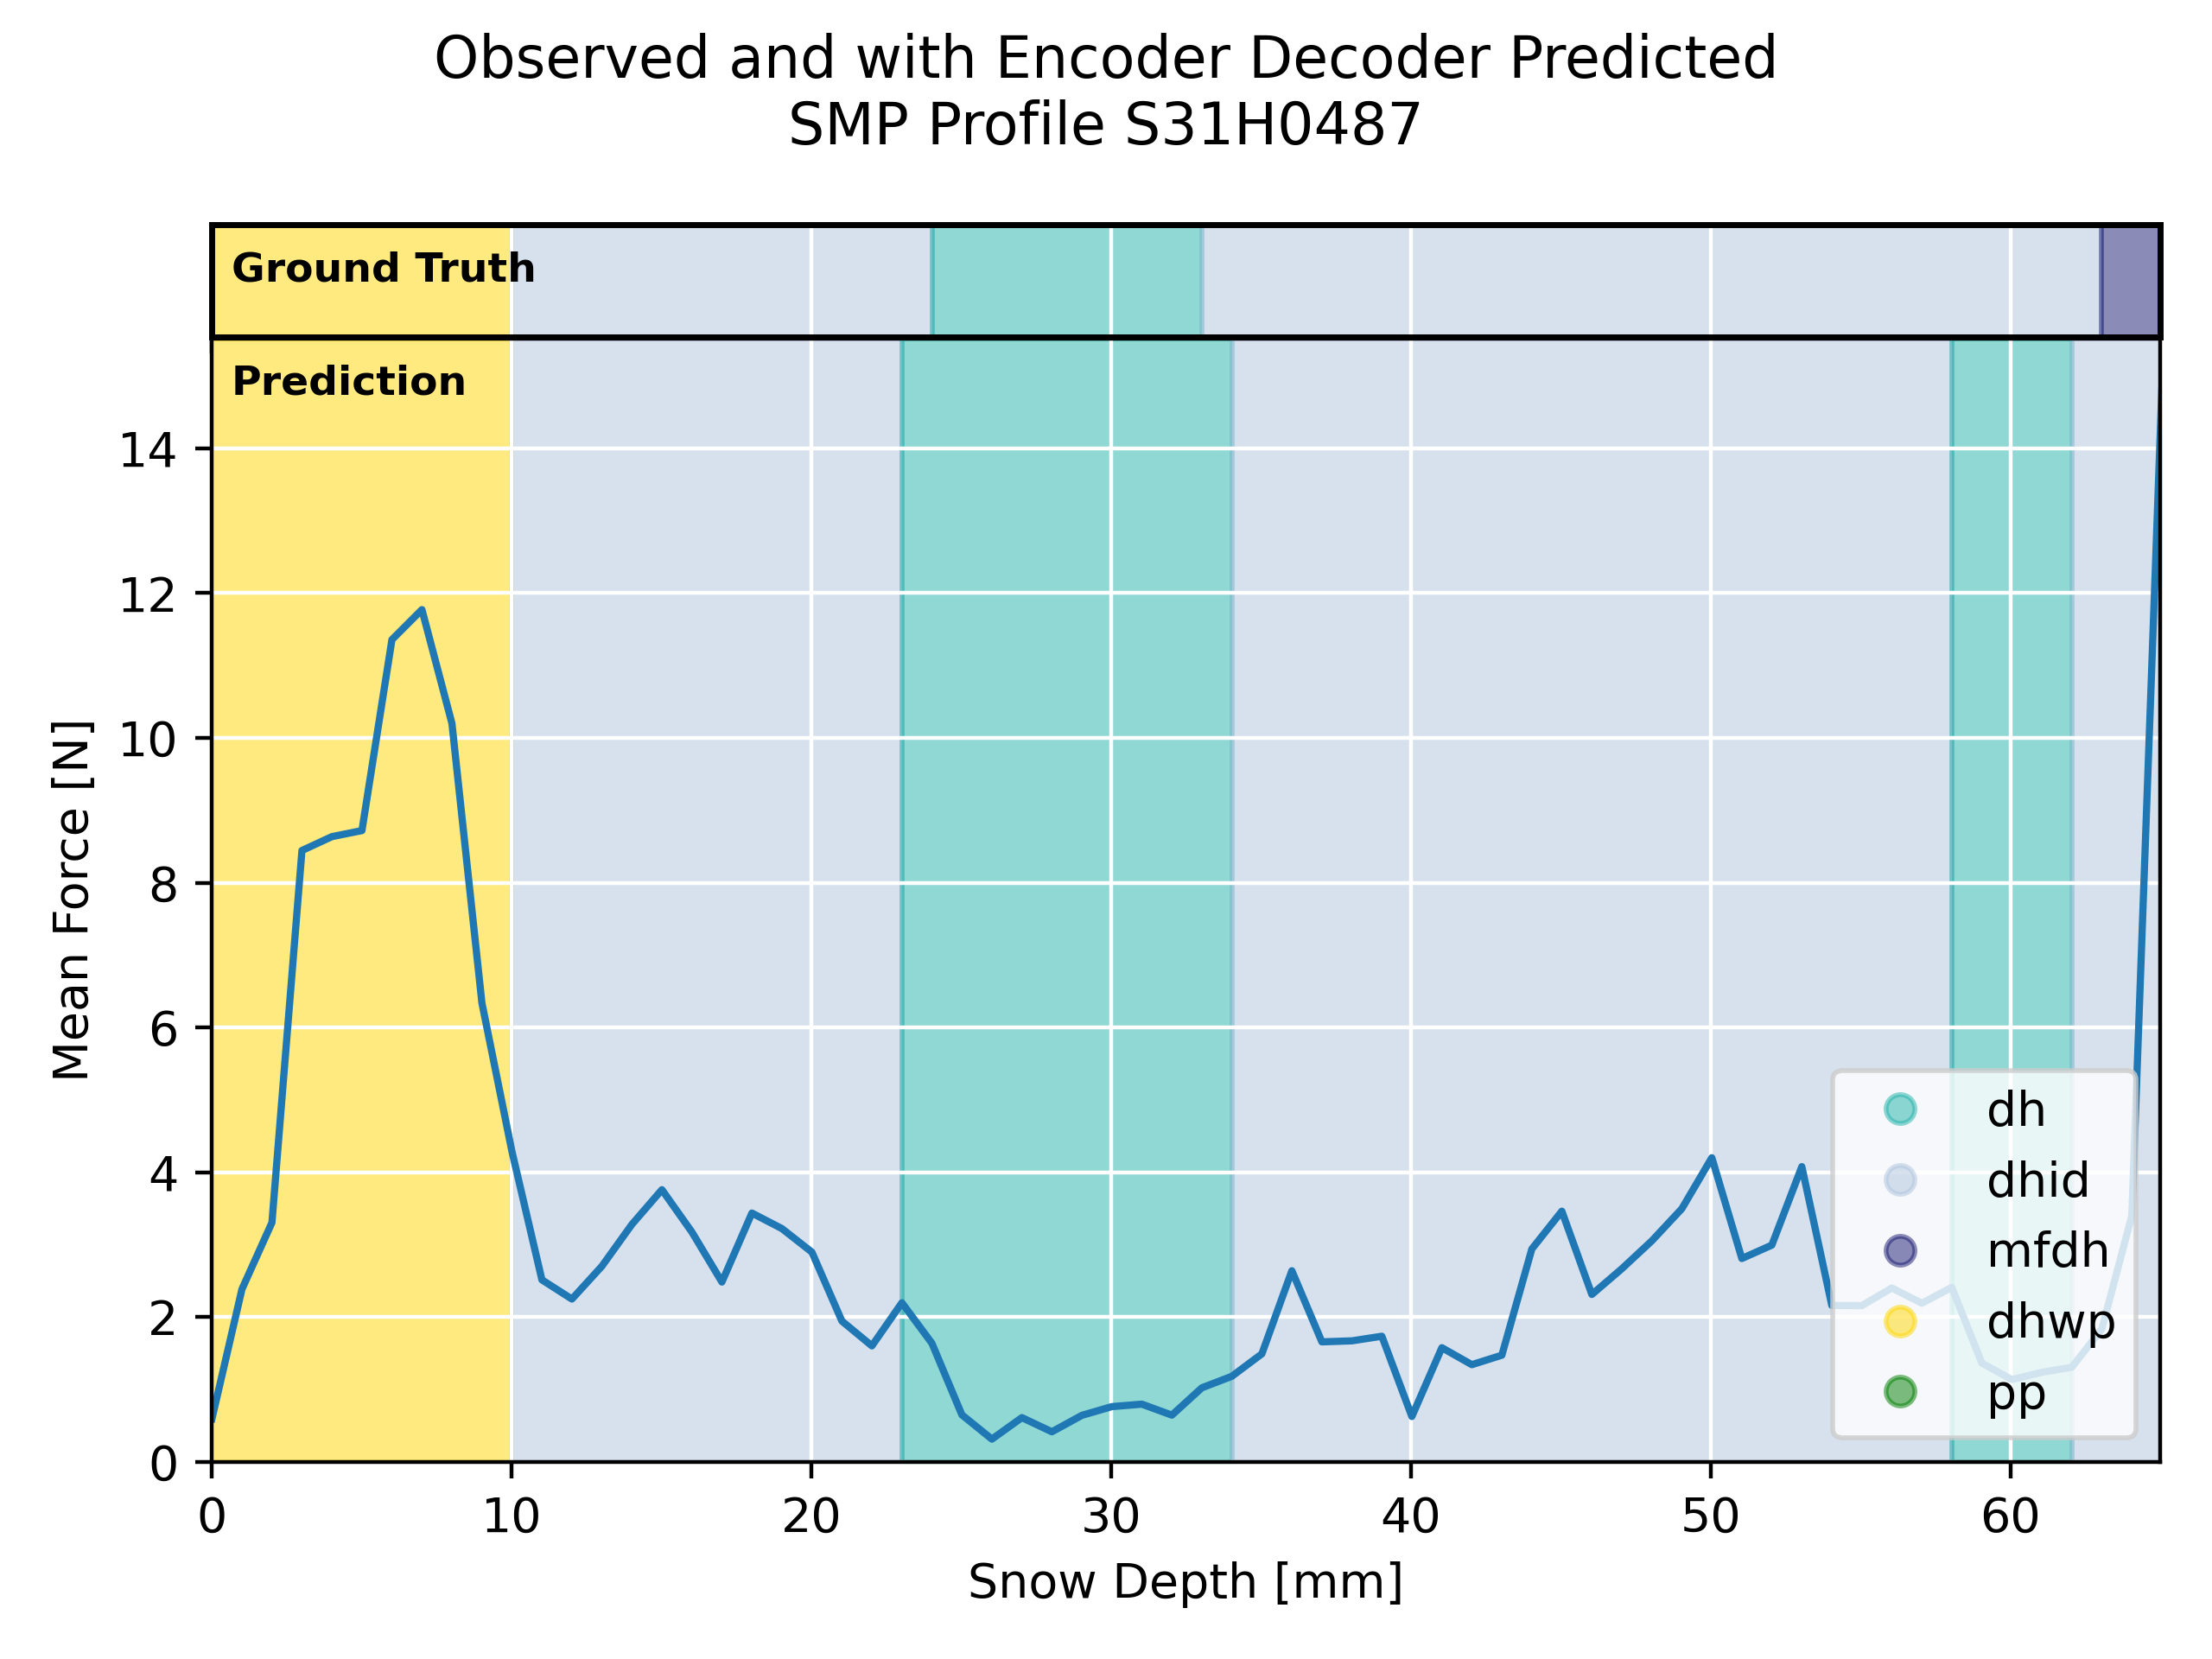 Observed and with Encoder Decoder Predicted
SMP Profile S31H0487
Ground Truth
Prediction
14
12
10
8
6
4
2
0
Mean Force [N]
dh
dhid
mfdh
dhwp
pp
0 10 20 30 40 50 60
Snow Depth [mm]